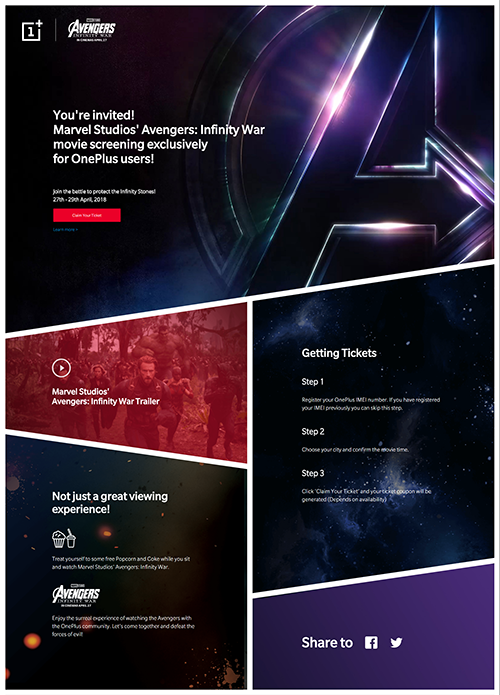 1+
MARVEL STUDIOS
AVENGERS
INFINITY WAR
IN CINEMAS APRIL 27
You're invited!
Marvel Studios' Avengers: Infinity War
movie screening exclusively
for OnePlus users!
Join the battle to protect the Infinity Stones!
27th - 29th April, 2018
Claim Your Ticket
Learn more >
Marvel Studios'
Avengers: Infinity War Trailer
Not just a great viewing
experience!
Treat yourself to some free Popcorn and Coke while you sit
and watch Marvel Studios' Avengers: Infinity War.
MARVEL STUDIOS
AVENGERS
INFINITY WAR
IN CINEMAS APRIL 27
Enjoy the surreal experience of watching the Avengers with
the OnePlus community. Let's come together and defeat the
forces of evil!
Getting Tickets
Step 1
Register your OnePlus IMEI number. If you have registered
your IMEI previously you can skip this step.
Step 2
Choose your city and confirm the movie time.
Step 3
Click 'Claim Your Ticket' and your ticket coupon will be
generated (Depends on availability)
Share to